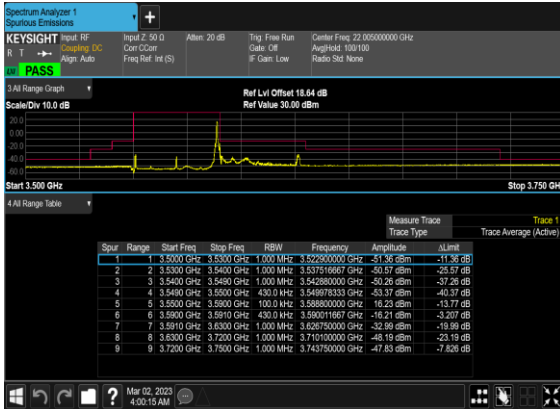 Spectrum Analyzer 1
Spurious Emissions
+
KEYSIGHT Input: RF Input Z: 50 Ω Atten: 20 dB Trig: Free Run Center Freq: 22.005000000 GHz
R T Coupling: DC Corr CCorr Gate: Off Avg|Hold: 100/100
Align: Auto Freq Ref: Int (S) IF Gain: Low Radio Std: None
PASS
3 All Range Graph
Scale/Div 10.0 dB Ref Lvl Offset 18.64 dB
Ref Value 30.00 dBm
20.0
10.0
0.00
-20.0
-40.0
-60.0
Start 3.500 GHz Stop 3.750 GH
4 All Range Table
Measure Trace Trace 1
Trace Type Trace Average (Active)
Spur Range Start Freq Stop Freq RBW Frequency Amplitude ΔLimit
1 1 3.5000 GHz 3.5300 GHz 1.000 MHz 3.522900000 GHz -51.36 dBm -11.36 dB
2 2 3.5300 GHz 3.5400 GHz 1.000 MHz 3.537516667 GHz -50.57 dBm -25.57 dB
3 3 3.5400 GHz 3.5490 GHz 1.000 MHz 3.542880000 GHz -50.26 dBm -37.26 dB
4 4 3.5490 GHz 3.5500 GHz 430.0 kHz 3.549978333 GHz -53.37 dBm -40.37 dB
5 5 3.5500 GHz 3.5900 GHz 100.0 kHz 3.588800000 GHz 16.23 dBm -13.77 dB
6 6 3.5900 GHz 3.5910 GHz 430.0 kHz 3.590011667 GHz -16.21 dBm -3.207 dB
7 7 3.5910 GHz 3.6300 GHz 1.000 MHz 3.626750000 GHz -32.99 dBm -19.99 dB
8 8 3.6300 GHz 3.7200 GHz 1.000 MHz 3.710100000 GHz -48.19 dBm -23.19 dB
9 9 3.7200 GHz 3.7500 GHz 1.000 MHz 3.743750000 GHz -47.83 dBm -7.826 dB
? Mar 02, 2023
4:00:15 AM